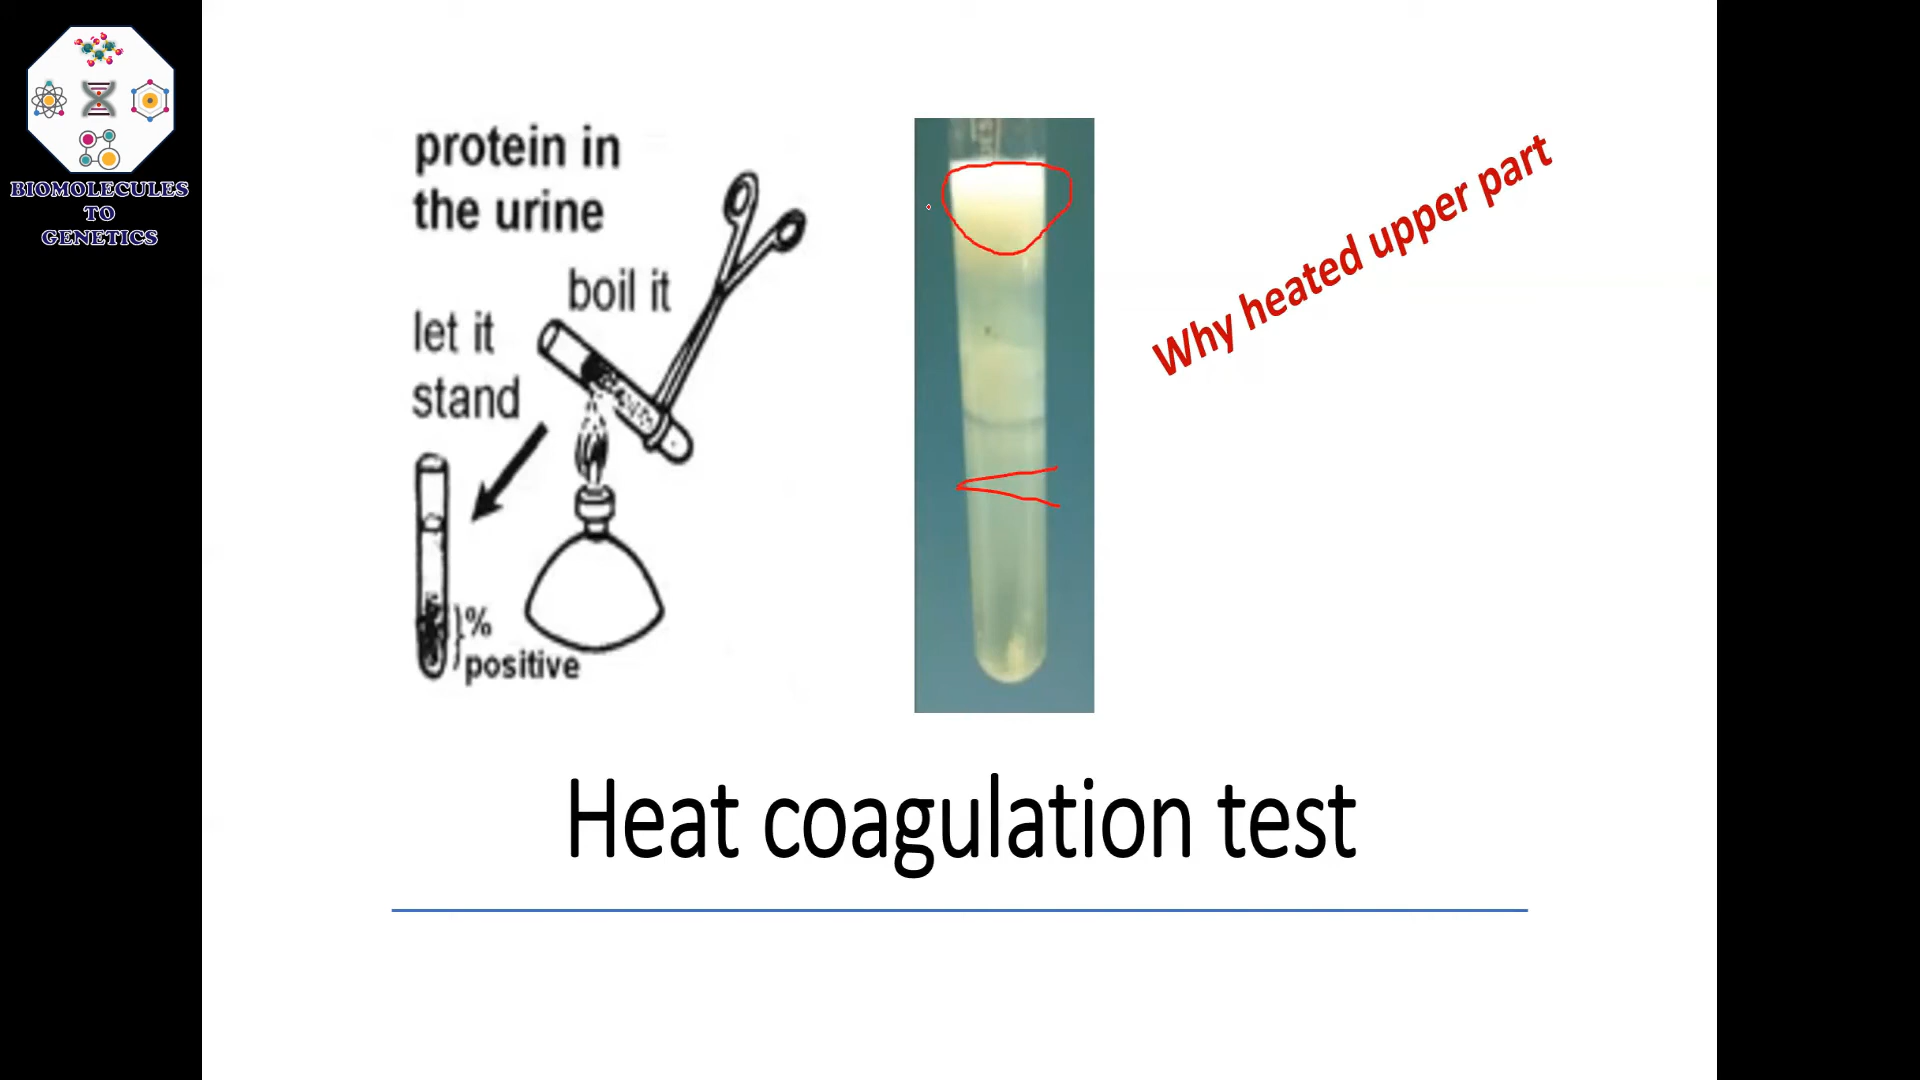 BIOMOLECULES
TO
GENETICS
protein in
the urine
boil it
let it
stand
%
positive
Why heated upper part
Heat coagulation test